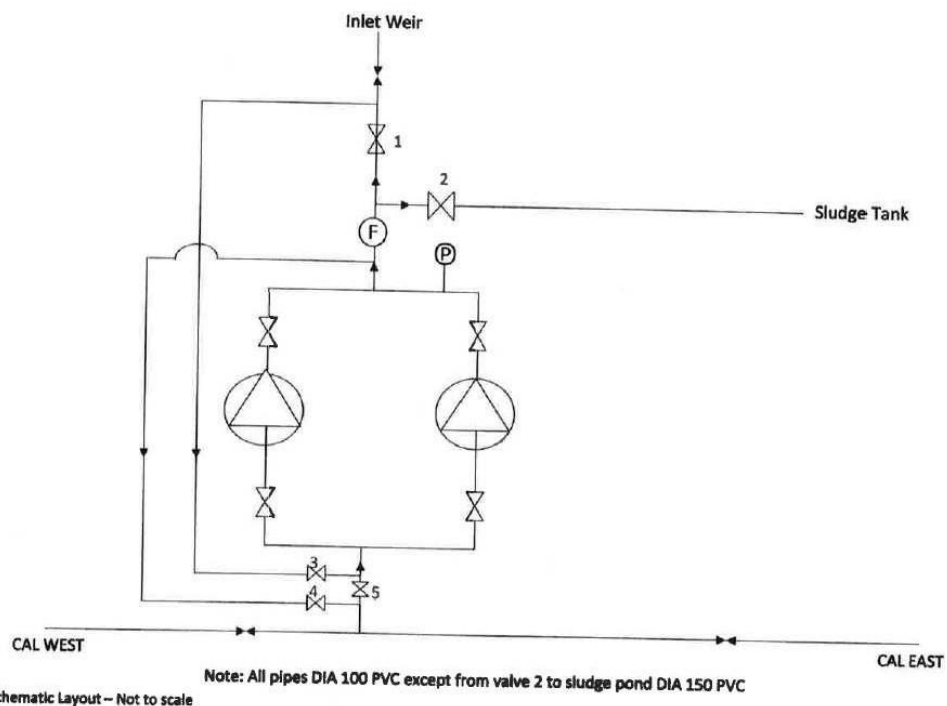 Inlet Weir
1
2
Sludge Tank
F
P
3
4
5
CAL WEST
CAL EAST
Note: All pipes DIA 100 PVC except from valve 2 to sludge pond DIA 150 PVC
chematic Layout – Not to scale